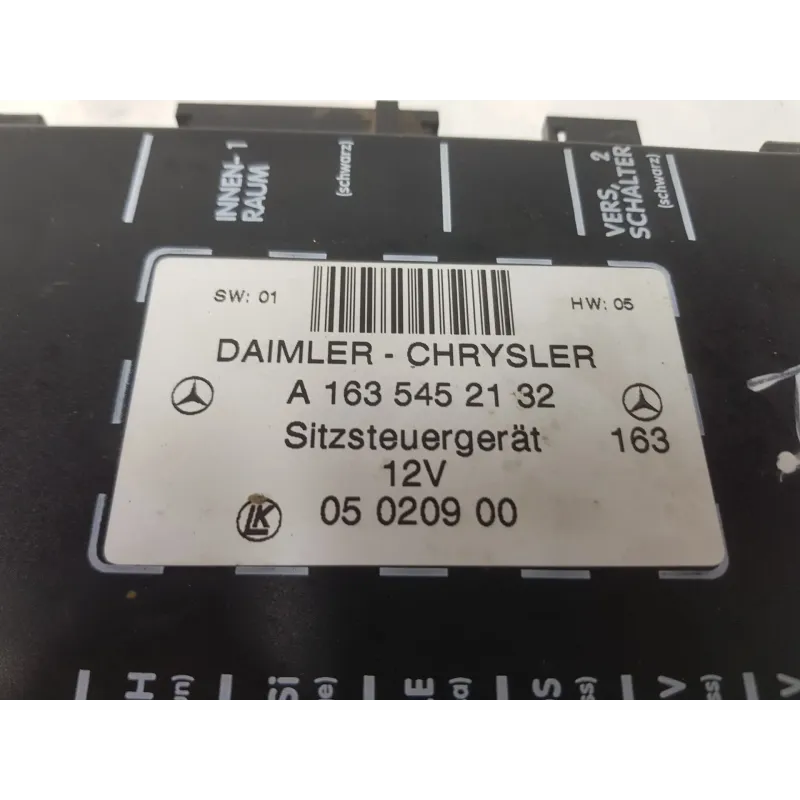 INNEN- 1
RAUM
(schwarz)
VERS, 2
SCHALTER
(schwarz)
SW: 01
HW: 05
DAIMLER - CHRYSLER
A 163 545 21 32
Sitzsteuergerät 163
12V
LK
05 0209 00